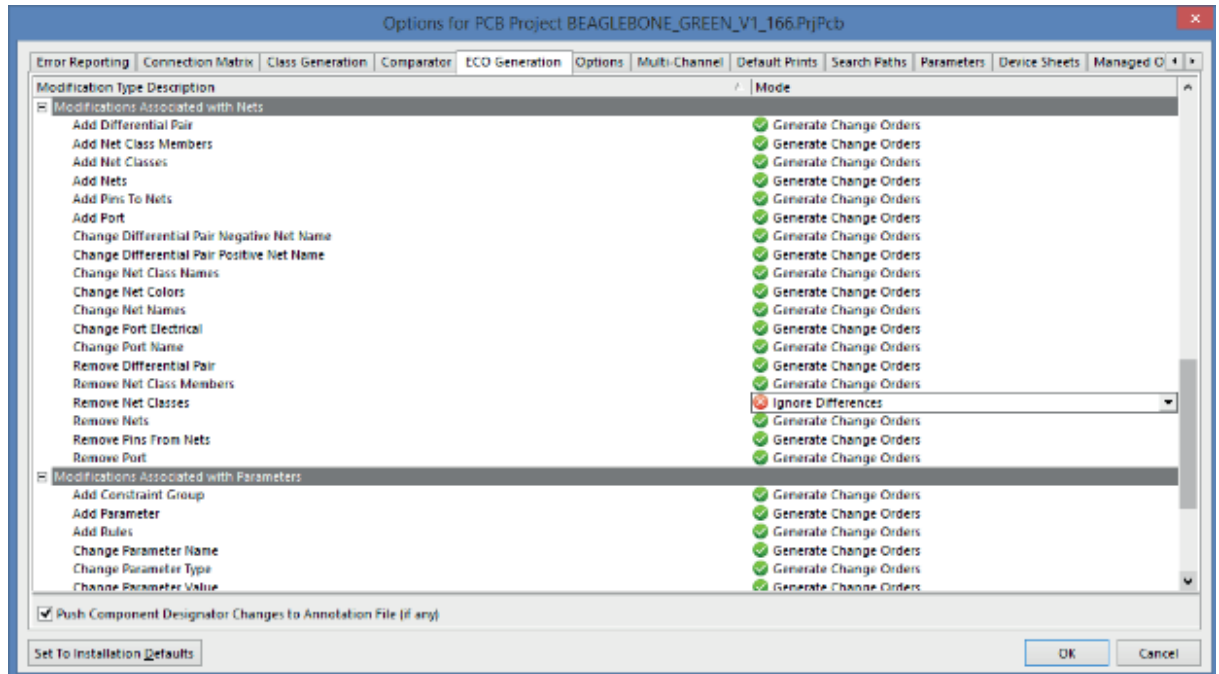 Options for PCB Project BEAGLEBONE_GREEN_V1_166.PrjPcb
Error Reporting Connection Matrix Class Generation Comparator ECO Generation Options Multi-Channel Default Prints Search Paths Parameters Device Sheets Managed O
Modification Type Description Mode
Modifications Associated with Nets
Add Differential Pair Generate Change Orders
Add Net Class Members Generate Change Orders
Add Net Classes Generate Change Orders
Add Nets Generate Change Orders
Add Pins To Nets Generate Change Orders
Add Port Generate Change Orders
Change Differential Pair Negative Net Name Generate Change Orders
Change Differential Pair Positive Net Name Generate Change Orders
Change Net Class Names Generate Change Orders
Change Net Colors Generate Change Orders
Change Net Names Generate Change Orders
Change Port Electrical Generate Change Orders
Change Port Name Generate Change Orders
Remove Differential Pair Generate Change Orders
Remove Net Class Members Generate Change Orders
Remove Net Classes Ignore Differences
Remove Nets Generate Change Orders
Remove Pins From Nets Generate Change Orders
Remove Port Generate Change Orders
Modifications Associated with Parameters
Add Constraint Group Generate Change Orders
Add Parameter Generate Change Orders
Add Rules Generate Change Orders
Change Parameter Name Generate Change Orders
Change Parameter Type Generate Change Orders
Change Parameter Value Generate Change Orders
Push Component Designator Changes to Annotation File (if any)
Set To Installation Defaults OK Cancel